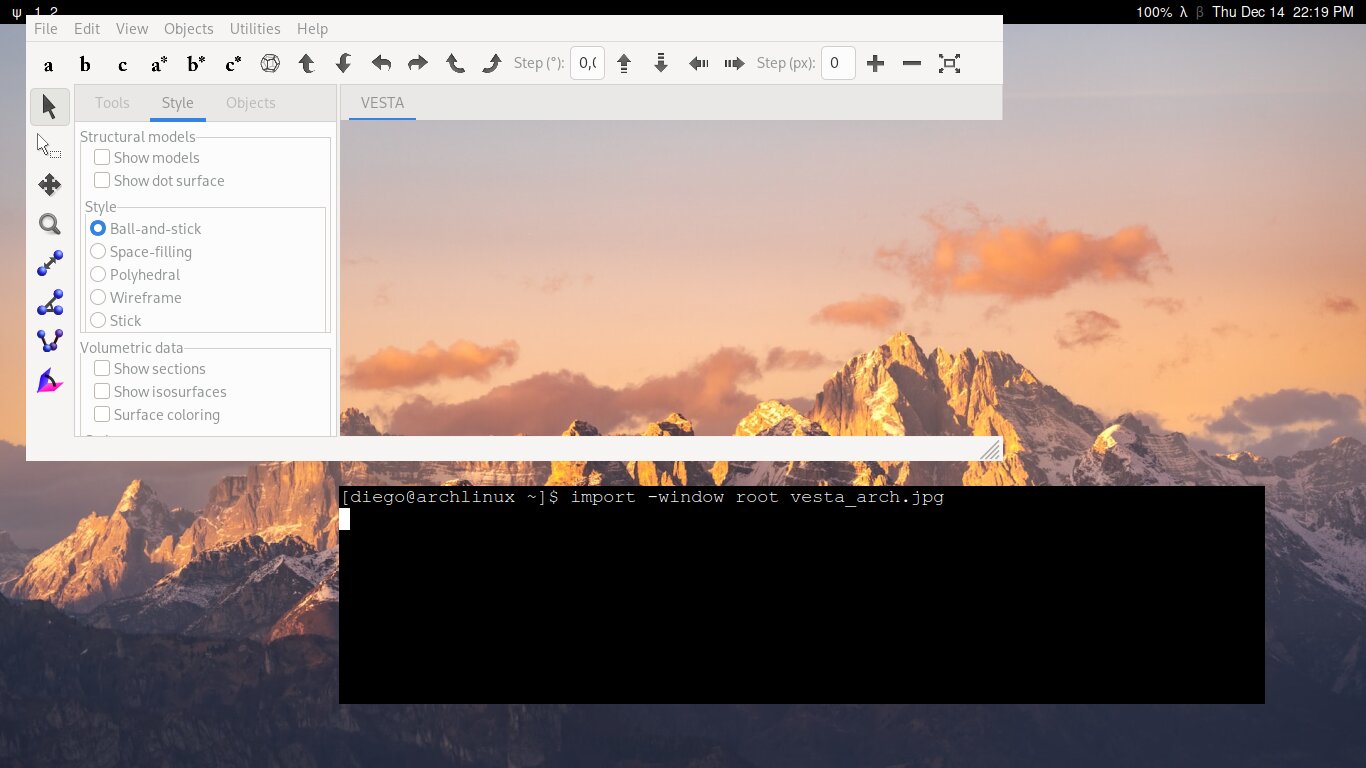 ψ 1 2
100% λ β Thu Dec 14 22:19 PM
File Edit View Objects Utilities Help
a b c a* b* c* Step (°): 0,( Step (px): 0
Tools Style Objects
VESTA
Structural models
Show models
Show dot surface
Style
Ball-and-stick
Space-filling
Polyhedral
Wireframe
Stick
Volumetric data
Show sections
Show isosurfaces
Surface coloring
[diego@archlinux ~]$ import -window root vesta_arch.jpg